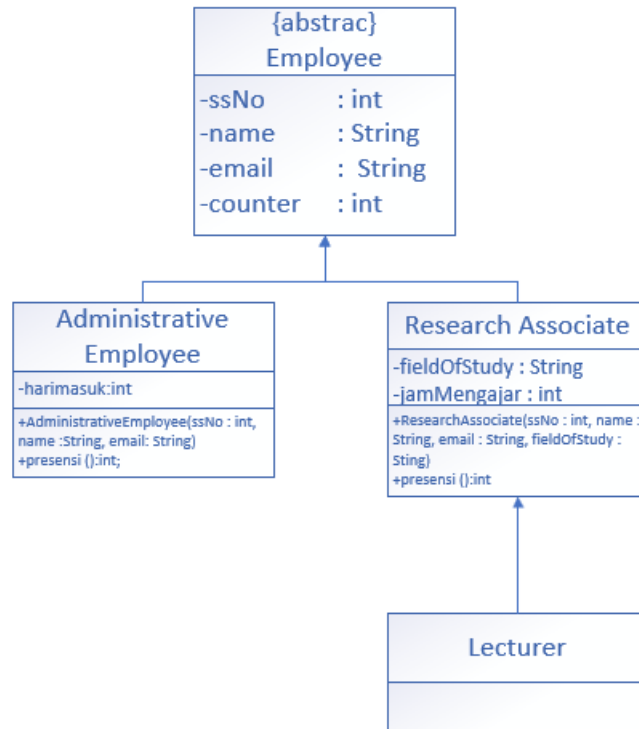 {abstrac}
Employee
-ssNo : int
-name : String
-email : String
-counter : int
Administrative
Employee
-harimasuk:int
+AdministrativeEmployee(ssNo : int,
name :String, email: String)
+presensi ():int;
Research Associate
-fieldOfStudy : String
-jamMengajar : int
+ResearchAssociate(ssNo : int, name :
String, email : String, fieldOfStudy :
Sting)
+presensi ():int
Lecturer